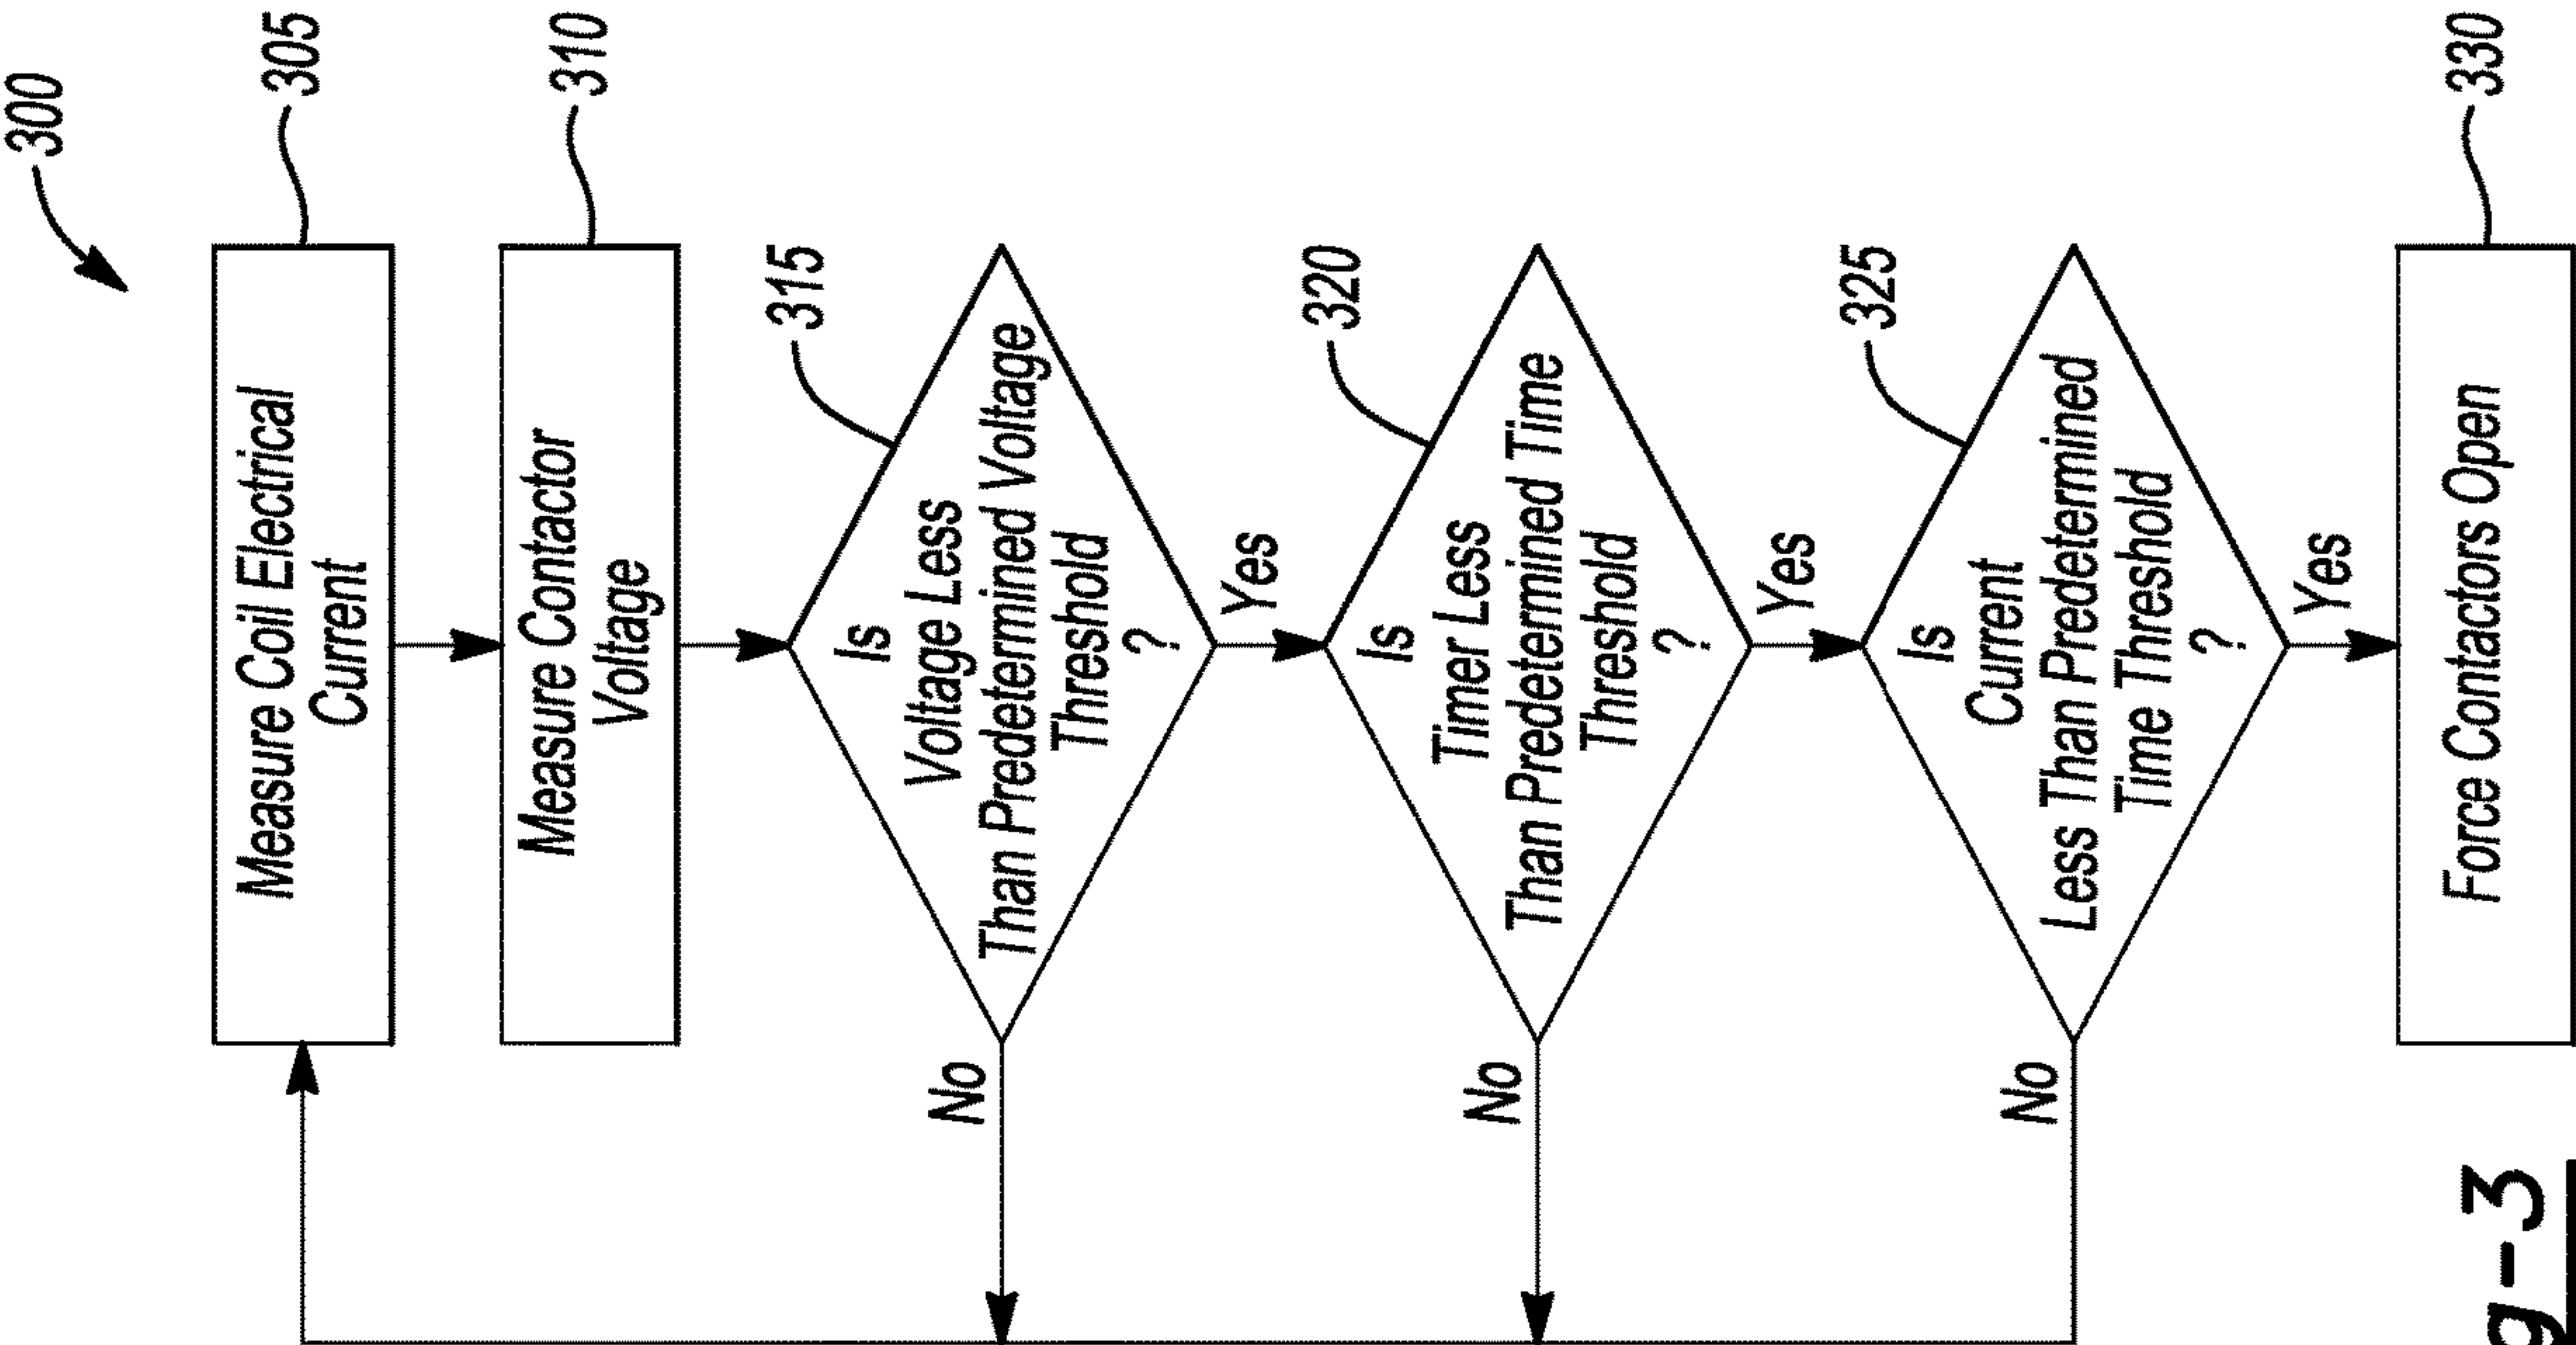 300
Measure Coil Electrical
Current
305
Measure Contactor
Voltage
310
Is
Voltage Less
Than Predetermined Voltage
Threshold
?
315
No
Yes
Is
Timer Less
Than Predetermined Time
Threshold
?
320
No
Yes
Is
Current
Less Than Predetermined
Time Threshold
?
325
No
Yes
Force Contactors Open
330
g-3